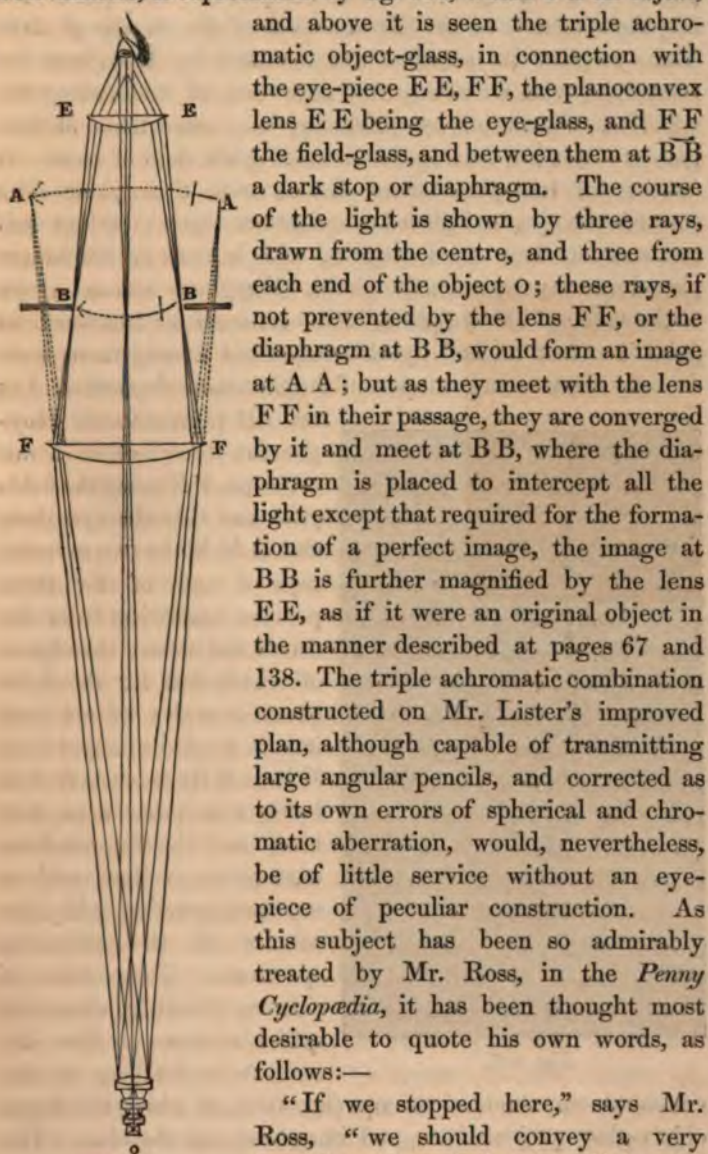 and above it is seen the triple achro-
matic object-glass, in connection with
the eye-piece E E, F F, the planoconvex
lens E E being the eye-glass, and F F
the field-glass, and between them at B B
a dark stop or diaphragm. The course
of the light is shown by three rays,
drawn from the centre, and three from
each end of the object o; these rays, if
not prevented by the lens F F, or the
diaphragm at B B, would form an image
at A A; but as they meet with the lens
F F in their passage, they are converged
by it and meet at B B, where the dia-
phragm is placed to intercept all the
light except that required for the forma-
tion of a perfect image, the image at
B B is further magnified by the lens
E E, as if it were an original object in
the manner described at pages 67 and
138. The triple achromatic combination
constructed on Mr. Lister's improved
plan, although capable of transmitting
large angular pencils, and corrected as
to its own errors of spherical and chro-
matic aberration, would, nevertheless,
be of little service without an eye-
piece of peculiar construction. As
this subject has been so admirably
treated by Mr. Ross, in the Penny
Cyclopædia, it has been thought most
desirable to quote his own words, as
follows:—
"If we stopped here," says Mr.
Ross, "we should convey a very
E E
A A
B B
F F
o